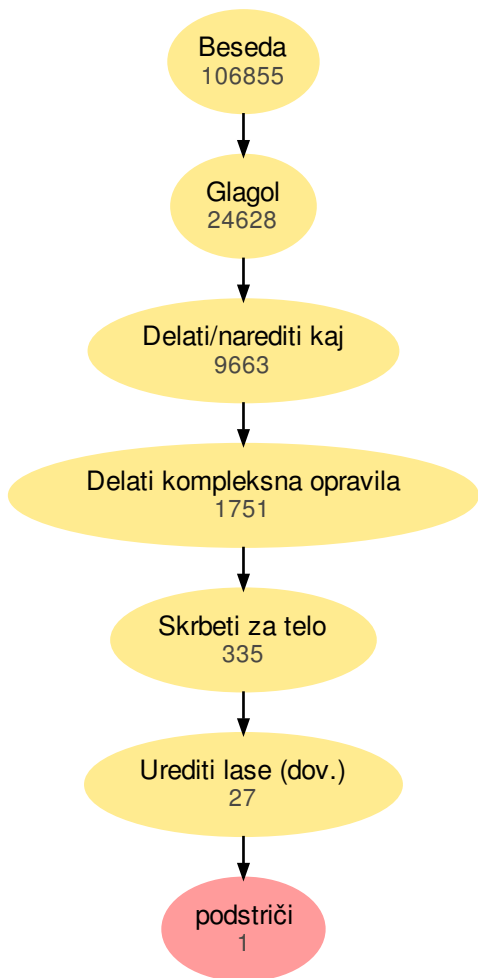 Beseda
106855
Glagol
24628
Delati/narediti kaj
9663
Delati kompleksna opravila
1751
Skrbeti za telo
335
Urediti lase (dov.)
27
podstriči
1